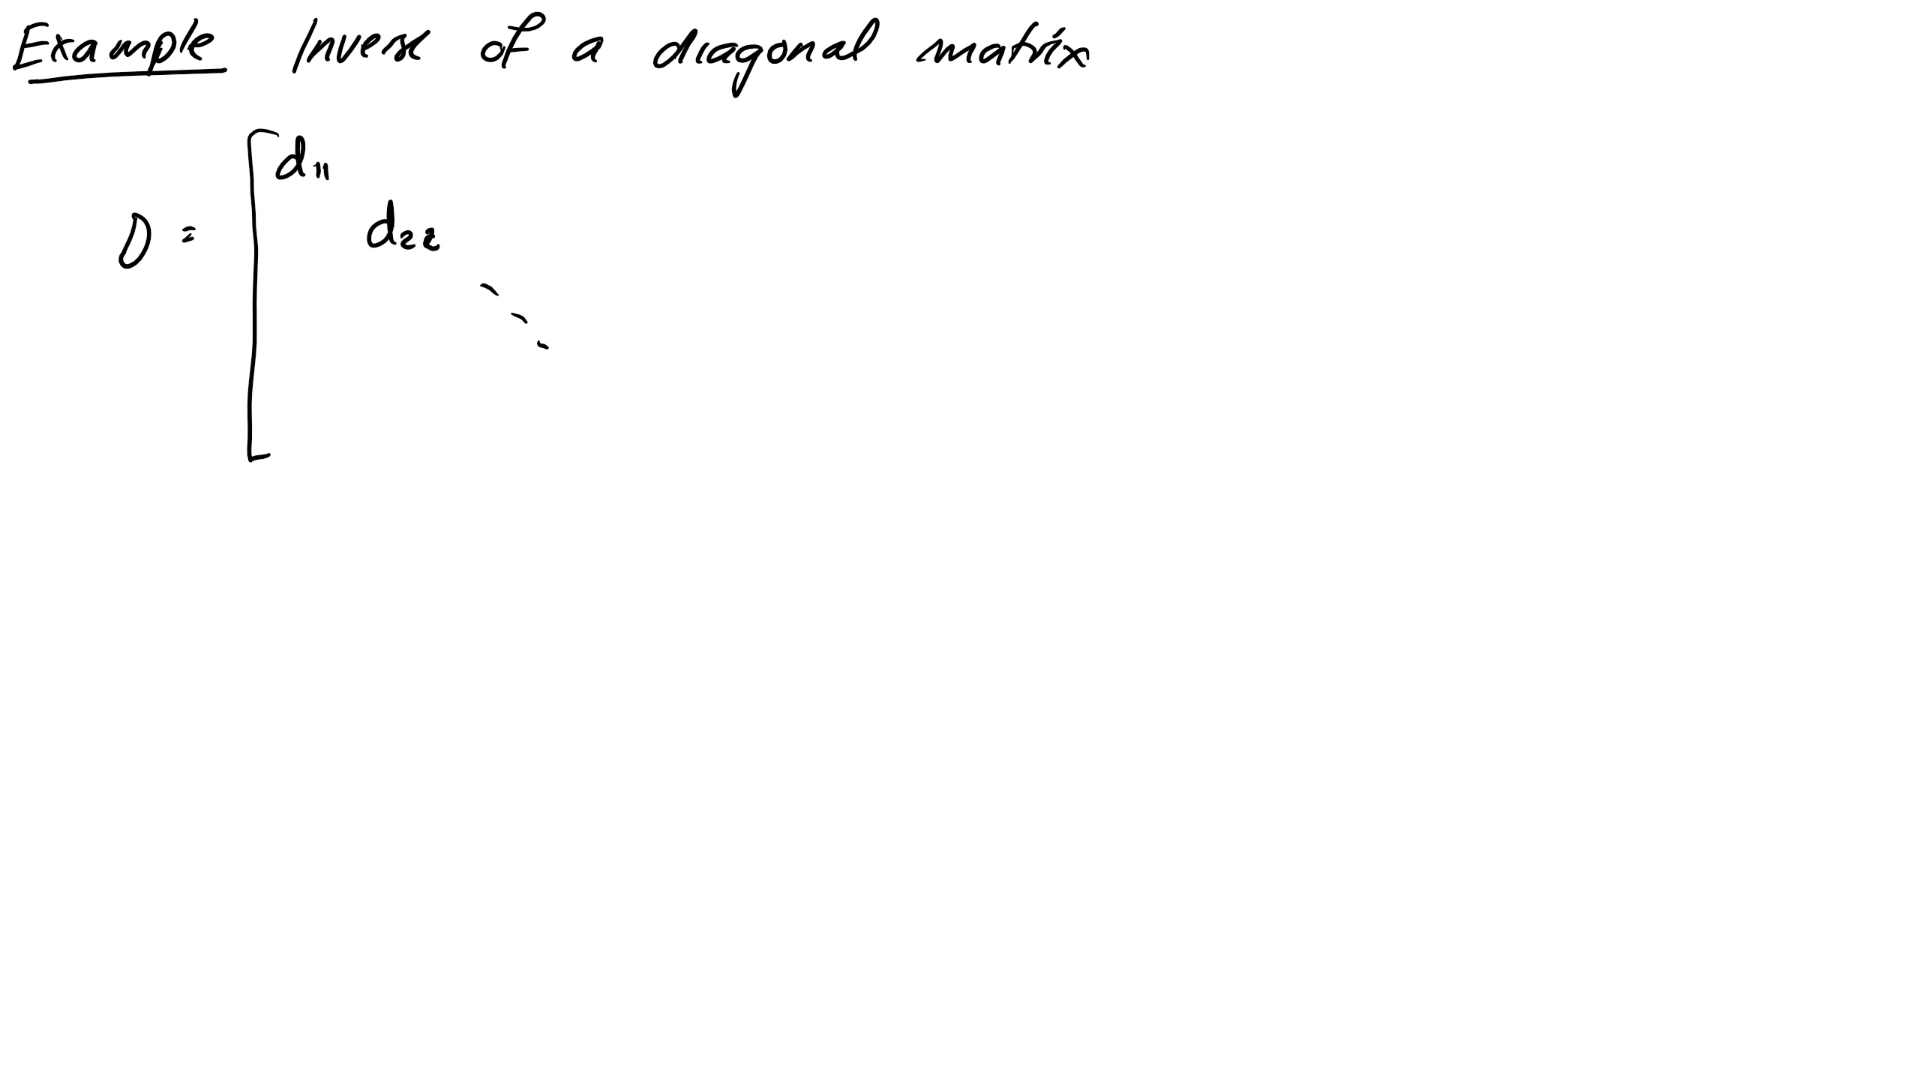 Example Inverse of a diagonal matrix
D = [ d₁₁
d₂₂
⋱